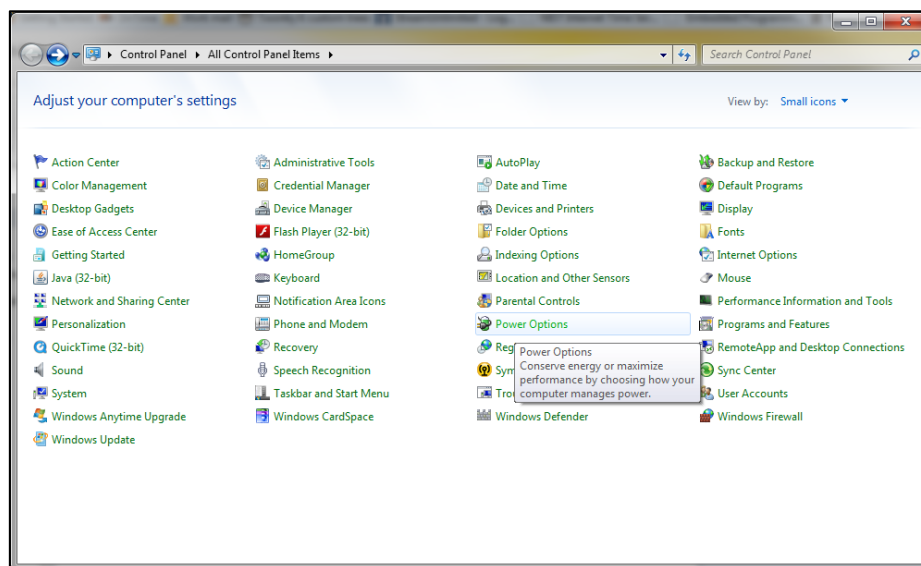 Control Panel ▸ All Control Panel Items ▸
Search Control Panel
Adjust your computer's settings
View by: Small icons
Action Center
Administrative Tools
AutoPlay
Backup and Restore
Color Management
Credential Manager
Date and Time
Default Programs
Desktop Gadgets
Device Manager
Devices and Printers
Display
Ease of Access Center
Flash Player (32-bit)
Folder Options
Fonts
Getting Started
HomeGroup
Indexing Options
Internet Options
Java (32-bit)
Keyboard
Location and Other Sensors
Mouse
Network and Sharing Center
Notification Area Icons
Parental Controls
Performance Information and Tools
Personalization
Phone and Modem
Power Options
Programs and Features
QuickTime (32-bit)
Recovery
Reg
RemoteApp and Desktop Connections
Sound
Speech Recognition
Sym
Sync Center
System
Taskbar and Start Menu
Tro
User Accounts
Windows Anytime Upgrade
Windows CardSpace
Windows Defender
Windows Firewall
Windows Update
Power Options
Conserve energy or maximize
performance by choosing how your
computer manages power.